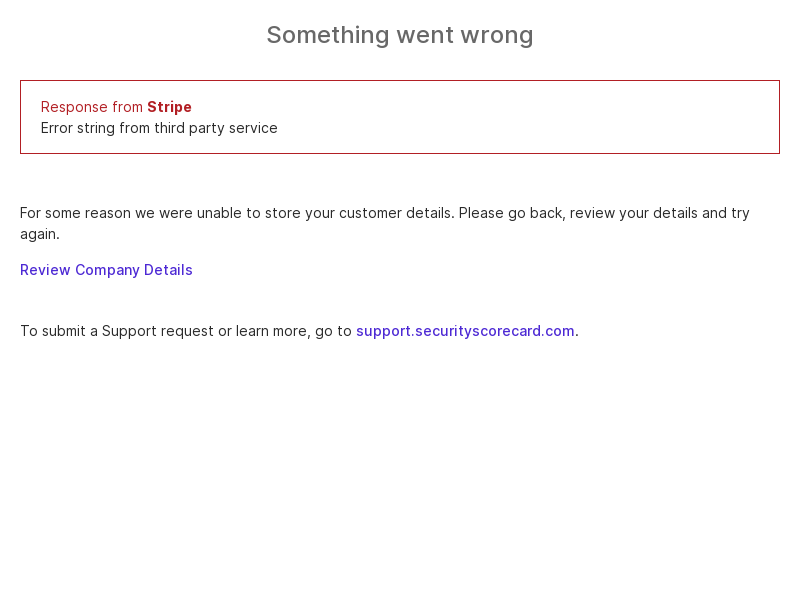 Something went wrong
Response from Stripe
Error string from third party service
For some reason we were unable to store your customer details. Please go back, review your details and try
again.
Review Company Details
To submit a Support request or learn more, go to support.securityscorecard.com.